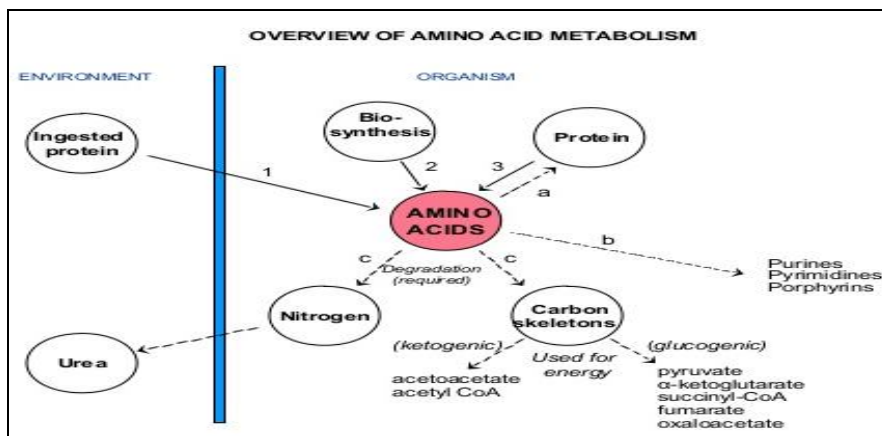 OVERVIEW OF AMINO ACID METABOLISM
ENVIRONMENT
ORGANISM
Ingested
protein
Bio-
synthesis
Protein
1
2
3
a
AMINO
ACIDS
b
Purines
Pyrimidines
Porphyrins
c
Degradation
(required)
c
Nitrogen
Carbon
skeletons
Urea
(ketogenic)
Used for
energy
(glucogenic)
acetoacetate
acetyl CoA
pyruvate
α-ketoglutarate
succinyl-CoA
fumarate
oxaloacetate